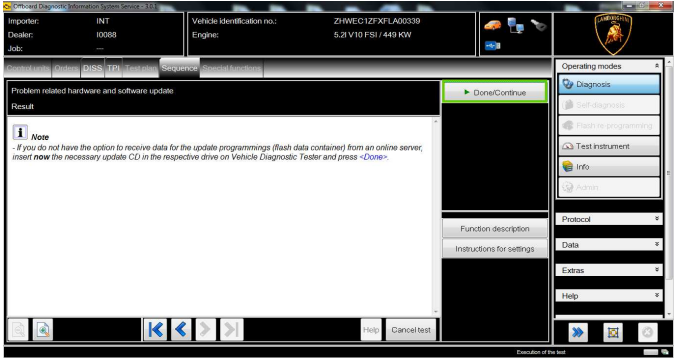 Offboard Diagnostic Information System Service - 3.0.3
Importer: INT
Dealer: I0088
Job: ---
Vehicle identification no.: ZHWEC1ZFXFLA00339
Engine: 5.2l V10 FSI / 449 KW
LAMBORGHINI
Control units Orders DISS TPI Test plan Sequence Special functions
Problem related hardware and software update
Result
i Note
- If you do not have the option to receive data for the update programmings (flash data container) from an online server,
insert now the necessary update CD in the respective drive on Vehicle Diagnostic Tester and press <Done>.
Done/Continue
Function description
Instructions for settings
Help
Cancel test
Operating modes
Diagnosis
Self-diagnosis
Flash to programming
Test instrument
Info
Admin
Protocol
Data
Extras
Help
Execution of the test